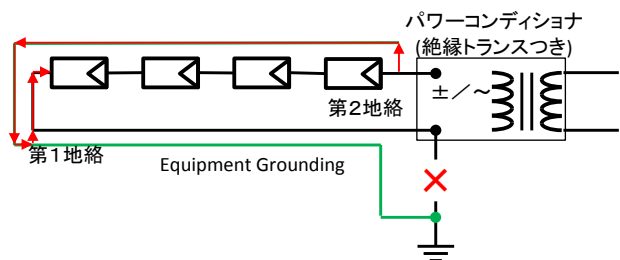 パワーコンディショナ
(絶縁トランスつき)
±／~
第2地絡
第1地絡
Equipment Grounding